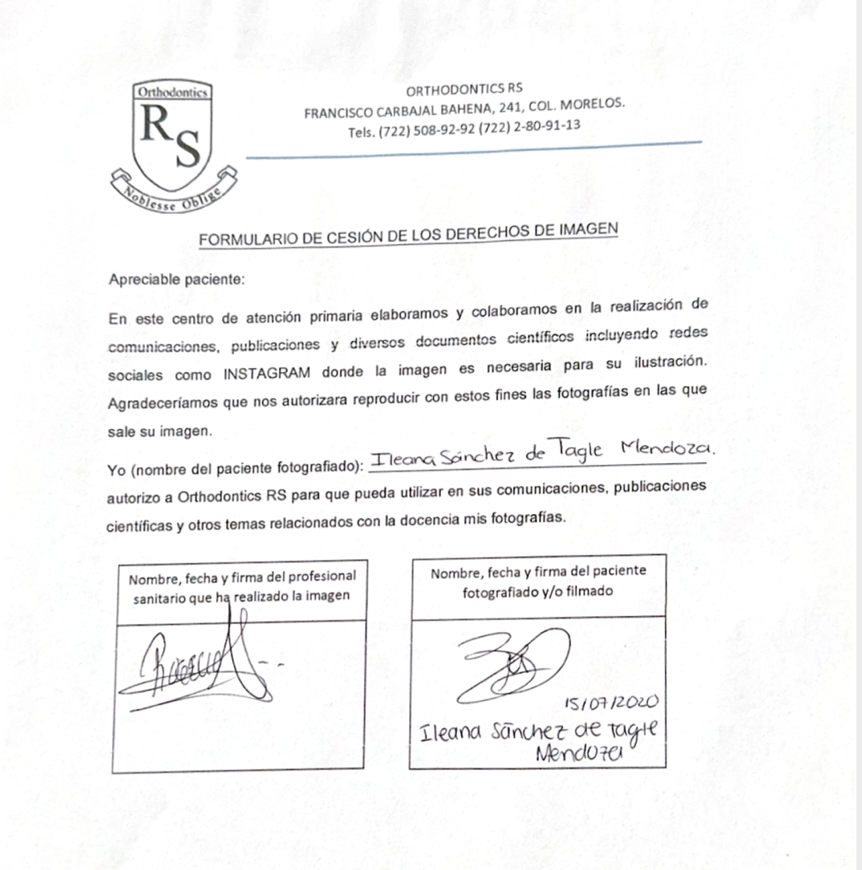 Orthodontics
RS
Noblesse Oblige
ORTHODONTICS RS
FRANCISCO CARBAJAL BAHENA, 241, COL. MORELOS.
Tels. (722) 508-92-92 (722) 2-80-91-13
FORMULARIO DE CESIÓN DE LOS DERECHOS DE IMAGEN
Apreciable paciente:
En este centro de atención primaria elaboramos y colaboramos en la realización de
comunicaciones, publicaciones y diversos documentos científicos incluyendo redes
sociales como INSTAGRAM donde la imagen es necesaria para su ilustración.
Agradeceríamos que nos autorizara reproducir con estos fines las fotografías en las que
sale su imagen.
Yo (nombre del paciente fotografiado): Ileana Sánchez de Tagle Mendoza.
autorizo a Orthodontics RS para que pueda utilizar en sus comunicaciones, publicaciones
científicas y otros temas relacionados con la docencia mis fotografías.
Nombre, fecha y firma del profesional
sanitario que ha realizado la imagen
Nombre, fecha y firma del paciente
fotografiado y/o filmado
15/07/2020
Ileana Sánchez de Tagle
Mendoza